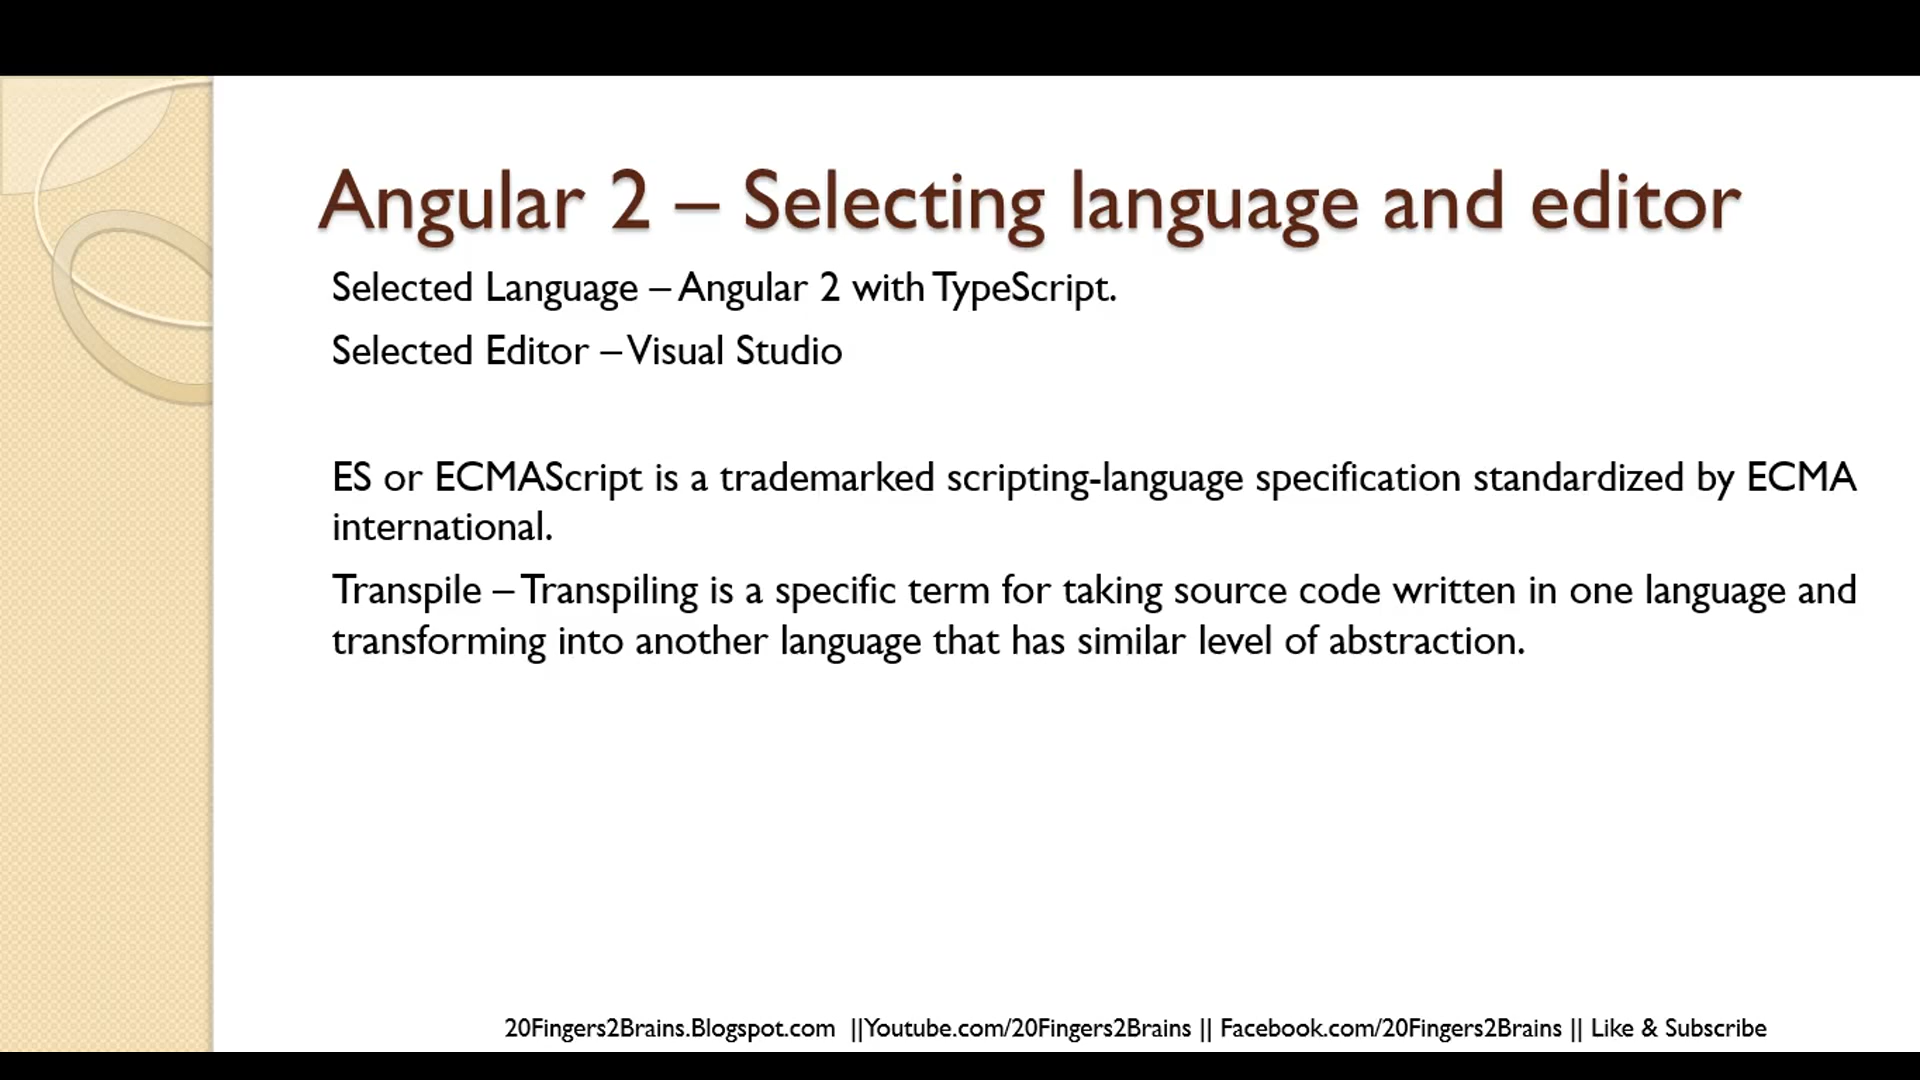 Angular 2 – Selecting language and editor
Selected Language – Angular 2 with TypeScript.
Selected Editor – Visual Studio
ES or ECMAScript is a trademarked scripting-language specification standardized by ECMA
international.
Transpile – Transpiling is a specific term for taking source code written in one language and
transforming into another language that has similar level of abstraction.
20Fingers2Brains.Blogspot.com ||Youtube.com/20Fingers2Brains || Facebook.com/20Fingers2Brains || Like & Subscribe